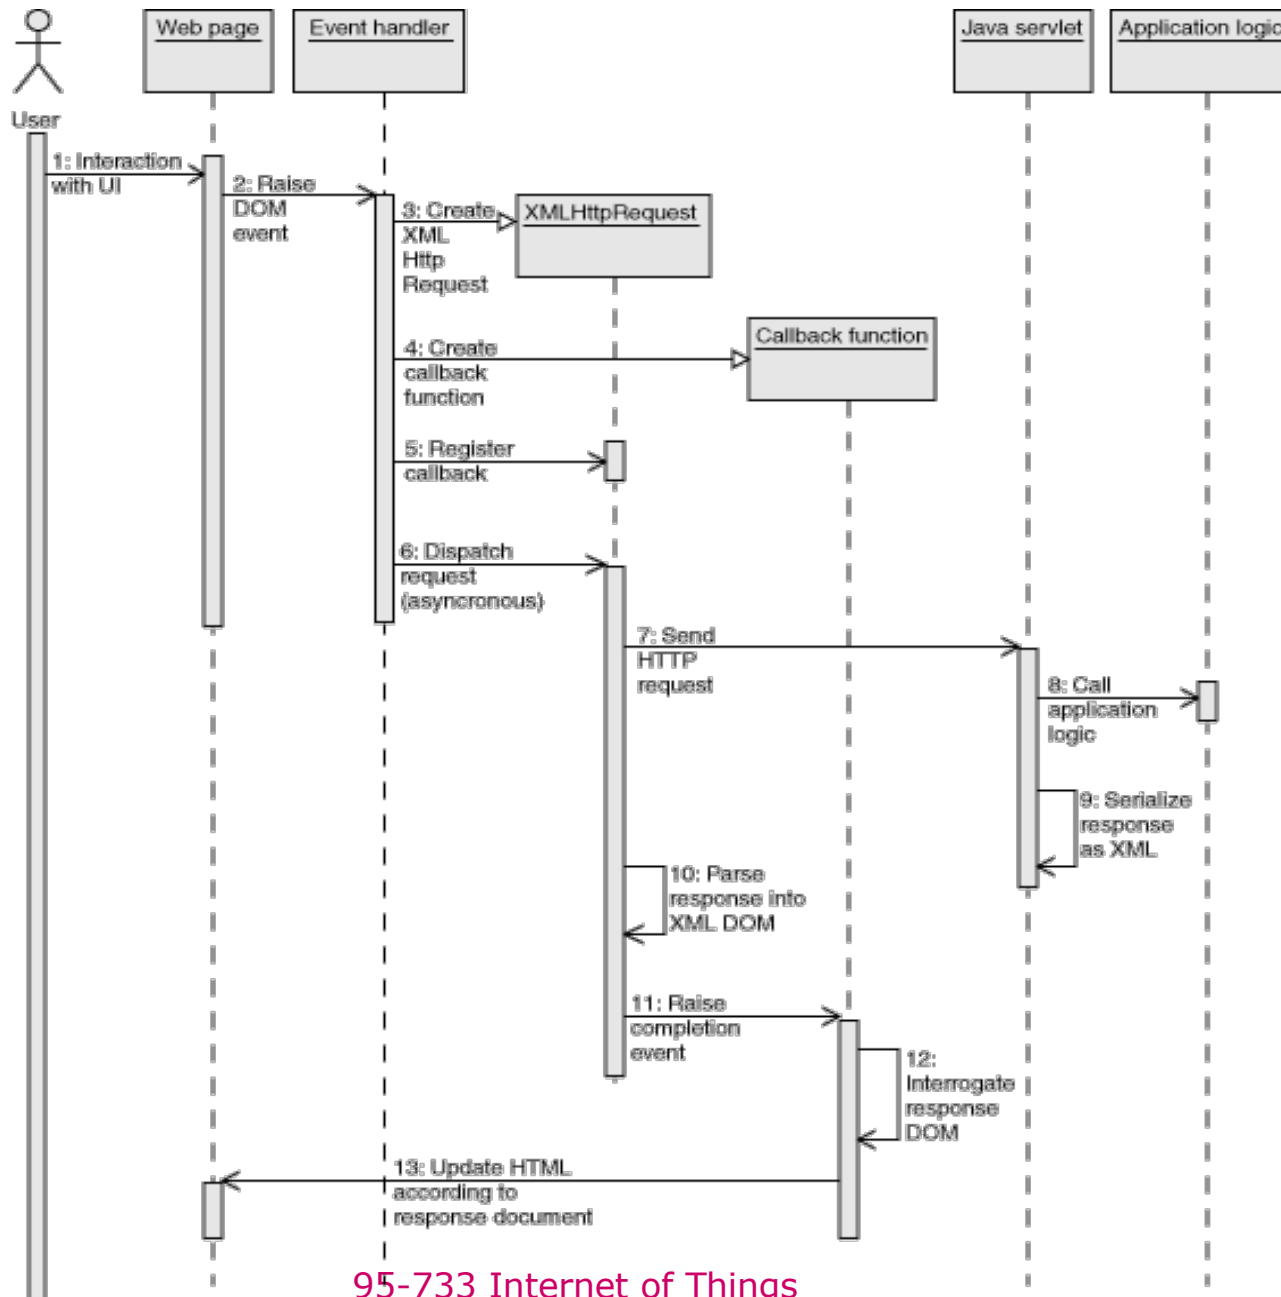 Web page
Event handler
Java servlet
Application logic
User
1: Interaction
with UI
2: Raise
DOM
event
3: Create
XML
Http
Request
XMLHttpRequest
4: Create
callback
function
Callback function
5: Register
callback
6: Dispatch
request
(asyncronous)
7: Send
HTTP
request
8: Call
application
logic
9: Serialize
response
as XML
10: Parse
response into
XML DOM
11: Raise
completion
event
12:
Interrogate
response
DOM
13: Update HTML
according to
response document
95-733 Internet of Things